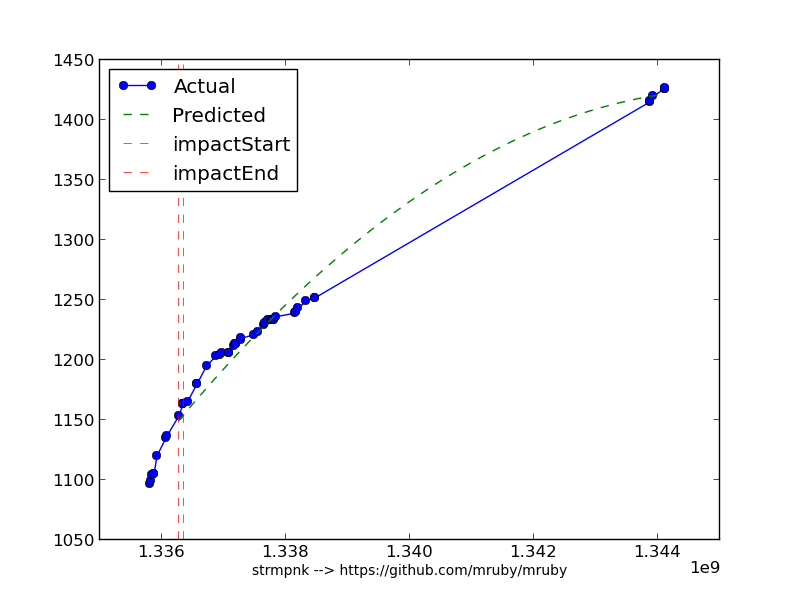 1450
1400
1350
1300
1250
1200
1150
1100
1050
Actual
Predicted
impactStart
impactEnd
1.336 1.338 1.340 1.342 1.344
1e9
strmpnk --> https://github.com/mruby/mruby